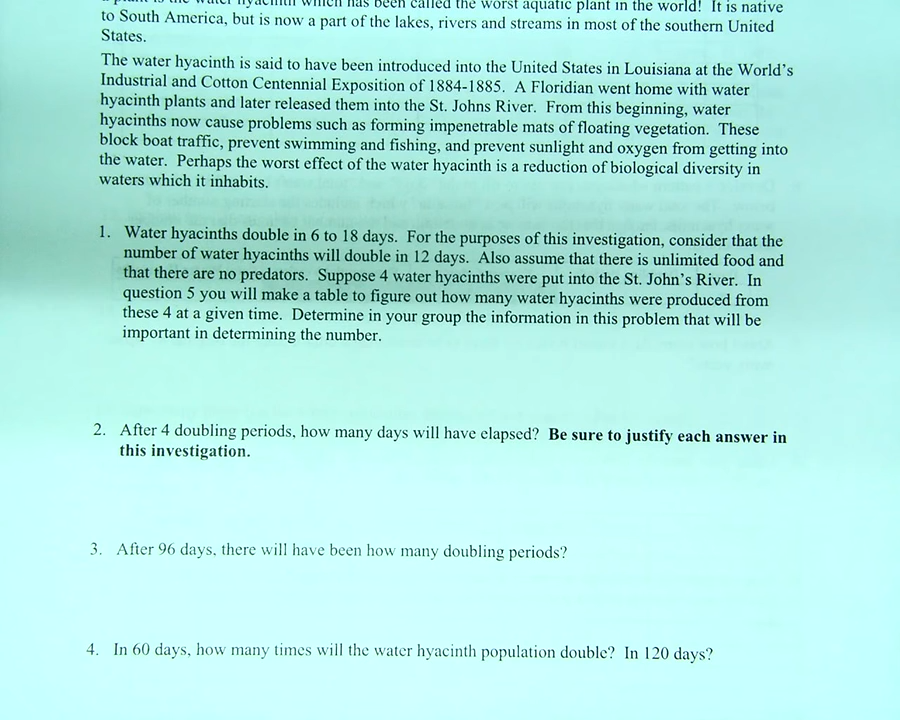 plant is the water hyacinth which has been called the worst aquatic plant in the world! It is native
to South America, but is now a part of the lakes, rivers and streams in most of the southern United
States.
The water hyacinth is said to have been introduced into the United States in Louisiana at the World's
Industrial and Cotton Centennial Exposition of 1884-1885. A Floridian went home with water
hyacinth plants and later released them into the St. Johns River. From this beginning, water
hyacinths now cause problems such as forming impenetrable mats of floating vegetation. These
block boat traffic, prevent swimming and fishing, and prevent sunlight and oxygen from getting into
the water. Perhaps the worst effect of the water hyacinth is a reduction of biological diversity in
waters which it inhabits.
1. Water hyacinths double in 6 to 18 days. For the purposes of this investigation, consider that the
number of water hyacinths will double in 12 days. Also assume that there is unlimited food and
that there are no predators. Suppose 4 water hyacinths were put into the St. John's River. In
question 5 you will make a table to figure out how many water hyacinths were produced from
these 4 at a given time. Determine in your group the information in this problem that will be
important in determining the number.
2. After 4 doubling periods, how many days will have elapsed? Be sure to justify each answer in
this investigation.
3. After 96 days, there will have been how many doubling periods?
4. In 60 days, how many times will the water hyacinth population double? In 120 days?